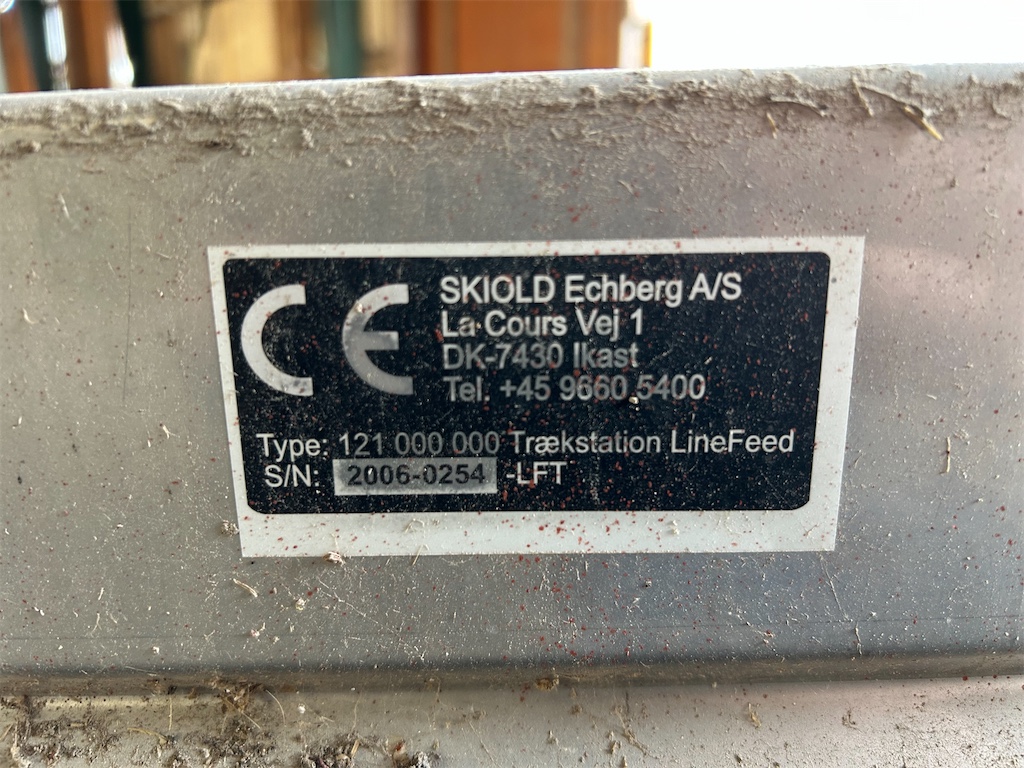 CE
SKIOLD Echberg A/S
La Cours Vej 1
DK-7430 Ikast
Tel. +45 9660 5400
Type: 121 000 000 Trækstation LineFeed
S/N: 2006-0254 -LFT